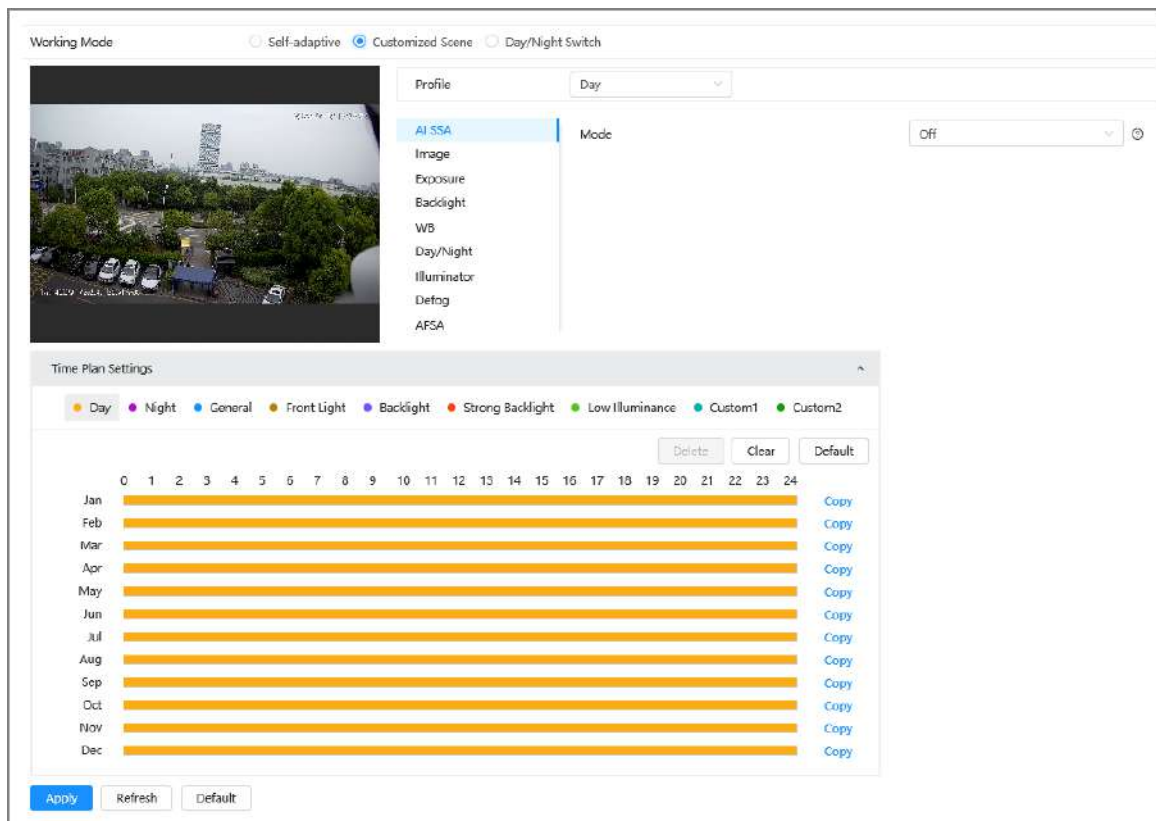 Working Mode Self-adaptive Customized Scene Day/Night Switch
Profile Day
AI SSA Mode Off
Image
Exposure
Backlight
WB
Day/Night
Illuminator
Defog
AFSA
Time Plan Settings
Day Night General Front Light Backlight Strong Backlight Low Illuminance Custom1 Custom2
Delete Clear Default
0 1 2 3 4 5 6 7 8 9 10 11 12 13 14 15 16 17 18 19 20 21 22 23 24
Jan Copy
Feb Copy
Mar Copy
Apr Copy
May Copy
Jun Copy
Jul Copy
Aug Copy
Sep Copy
Oct Copy
Nov Copy
Dec Copy
Apply Refresh Default